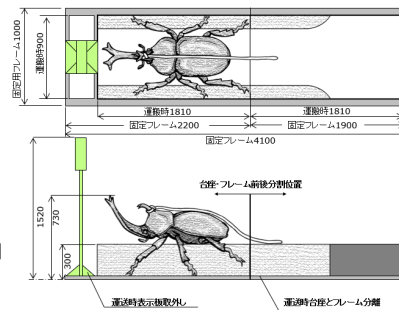 固定用フレーム1000
運搬時900
運搬時1810
運搬時1810
固定フレーム2200
固定フレーム1900
固定フレーム4100
台座・フレーム前後分割位置
1520
730
300
運送時表示板取外し
運送時台座とフレーム分離